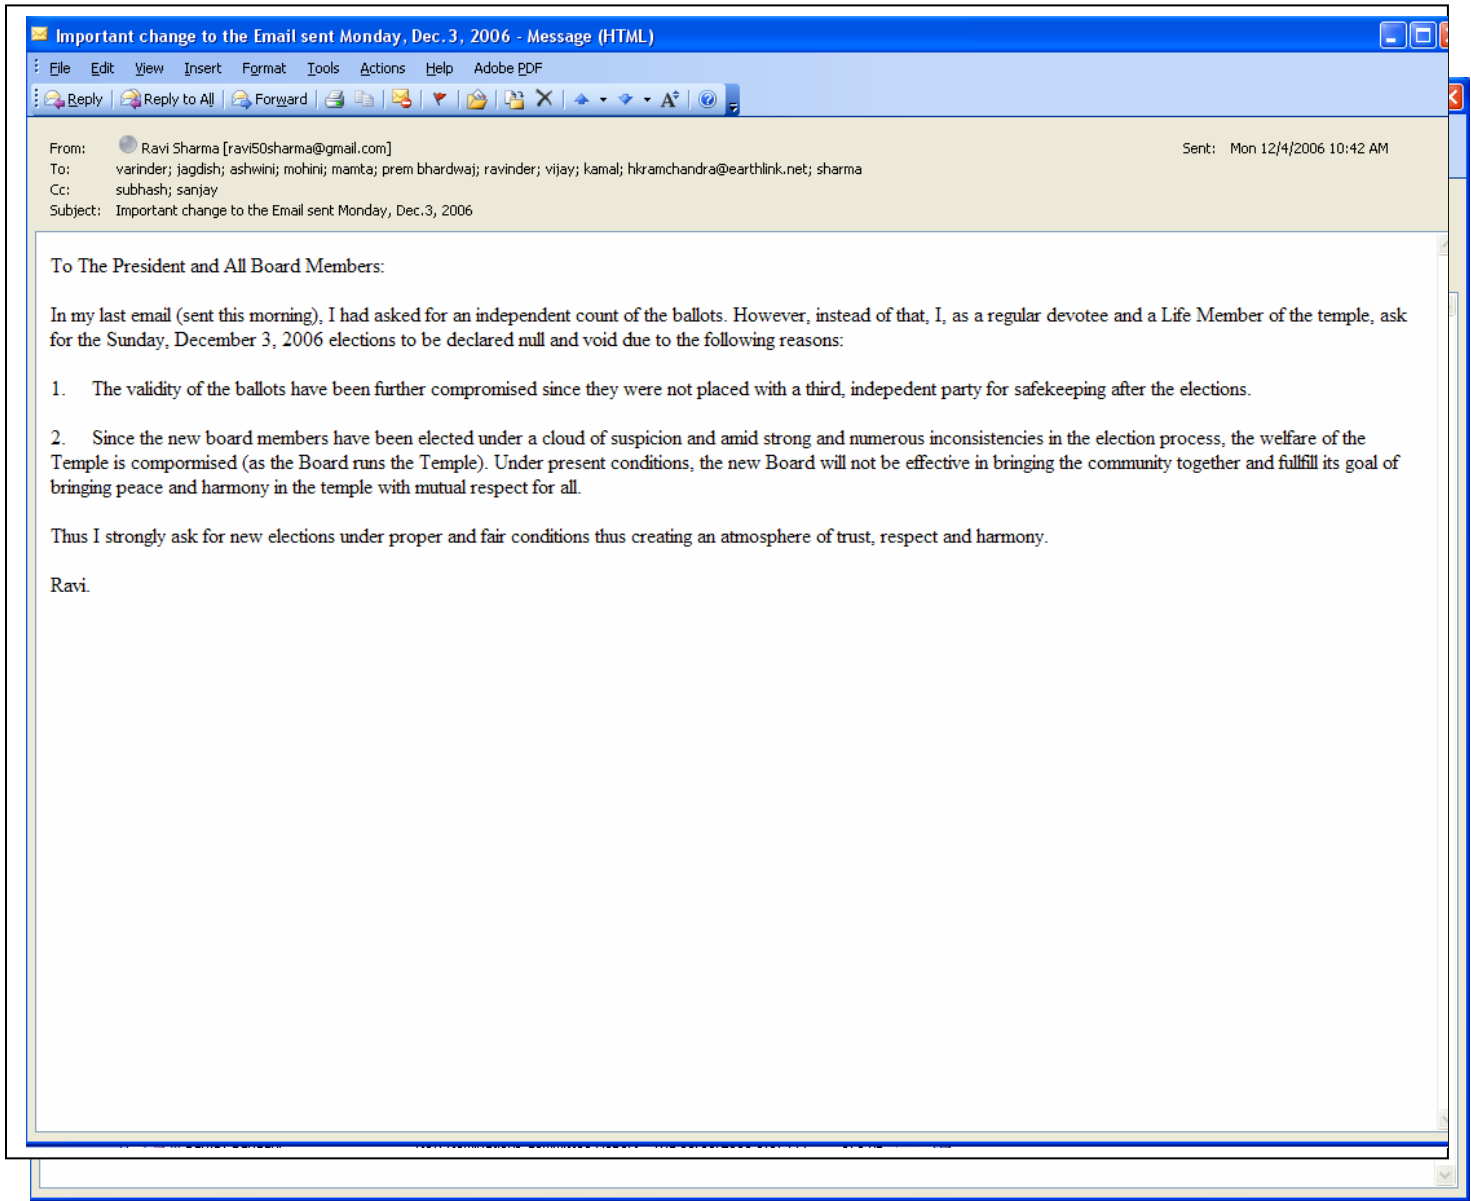 Important change to the Email sent Monday, Dec.3, 2006 - Message (HTML)
File Edit View Insert Format Tools Actions Help Adobe PDF
Reply Reply to All Forward
From: Ravi Sharma [ravi50sharma@gmail.com] Sent: Mon 12/4/2006 10:42 AM
To: varinder; jagdish; ashwini; mohini; mamta; prem bhardwaj; ravinder; vijay; kamal; hkramchandra@earthlink.net; sharma
Cc: subhash; sanjay
Subject: Important change to the Email sent Monday, Dec.3, 2006
To The President and All Board Members:
In my last email (sent this morning), I had asked for an independent count of the ballots. However, instead of that, I, as a regular devotee and a Life Member of the temple, ask
for the Sunday, December 3, 2006 elections to be declared null and void due to the following reasons:
1. The validity of the ballots have been further compromised since they were not placed with a third, indepedent party for safekeeping after the elections.
2. Since the new board members have been elected under a cloud of suspicion and amid strong and numerous inconsistencies in the election process, the welfare of the
Temple is compormised (as the Board runs the Temple). Under present conditions, the new Board will not be effective in bringing the community together and fullfill its goal of
bringing peace and harmony in the temple with mutual respect for all.
Thus I strongly ask for new elections under proper and fair conditions thus creating an atmosphere of trust, respect and harmony.
Ravi.